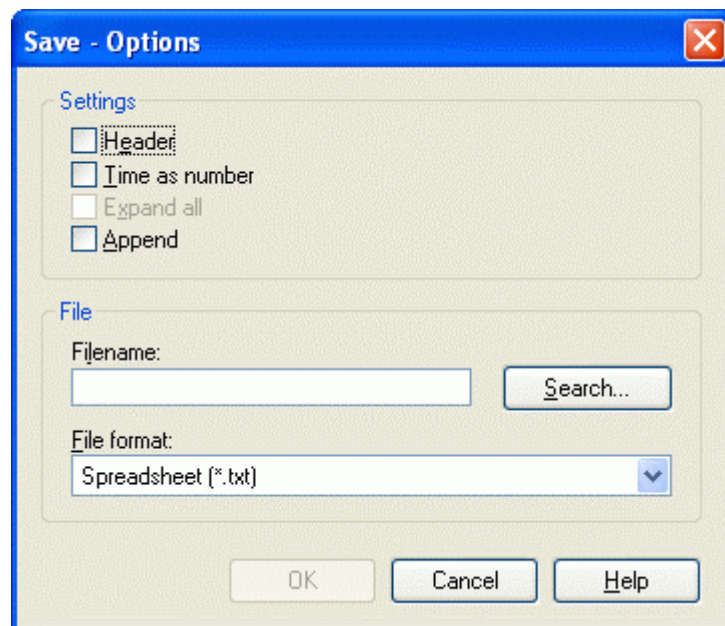 Save - Options
Settings
Header
Time as number
Expand all
Append
File
Filename:
Search...
File format:
Spreadsheet (*.txt)
OK Cancel Help